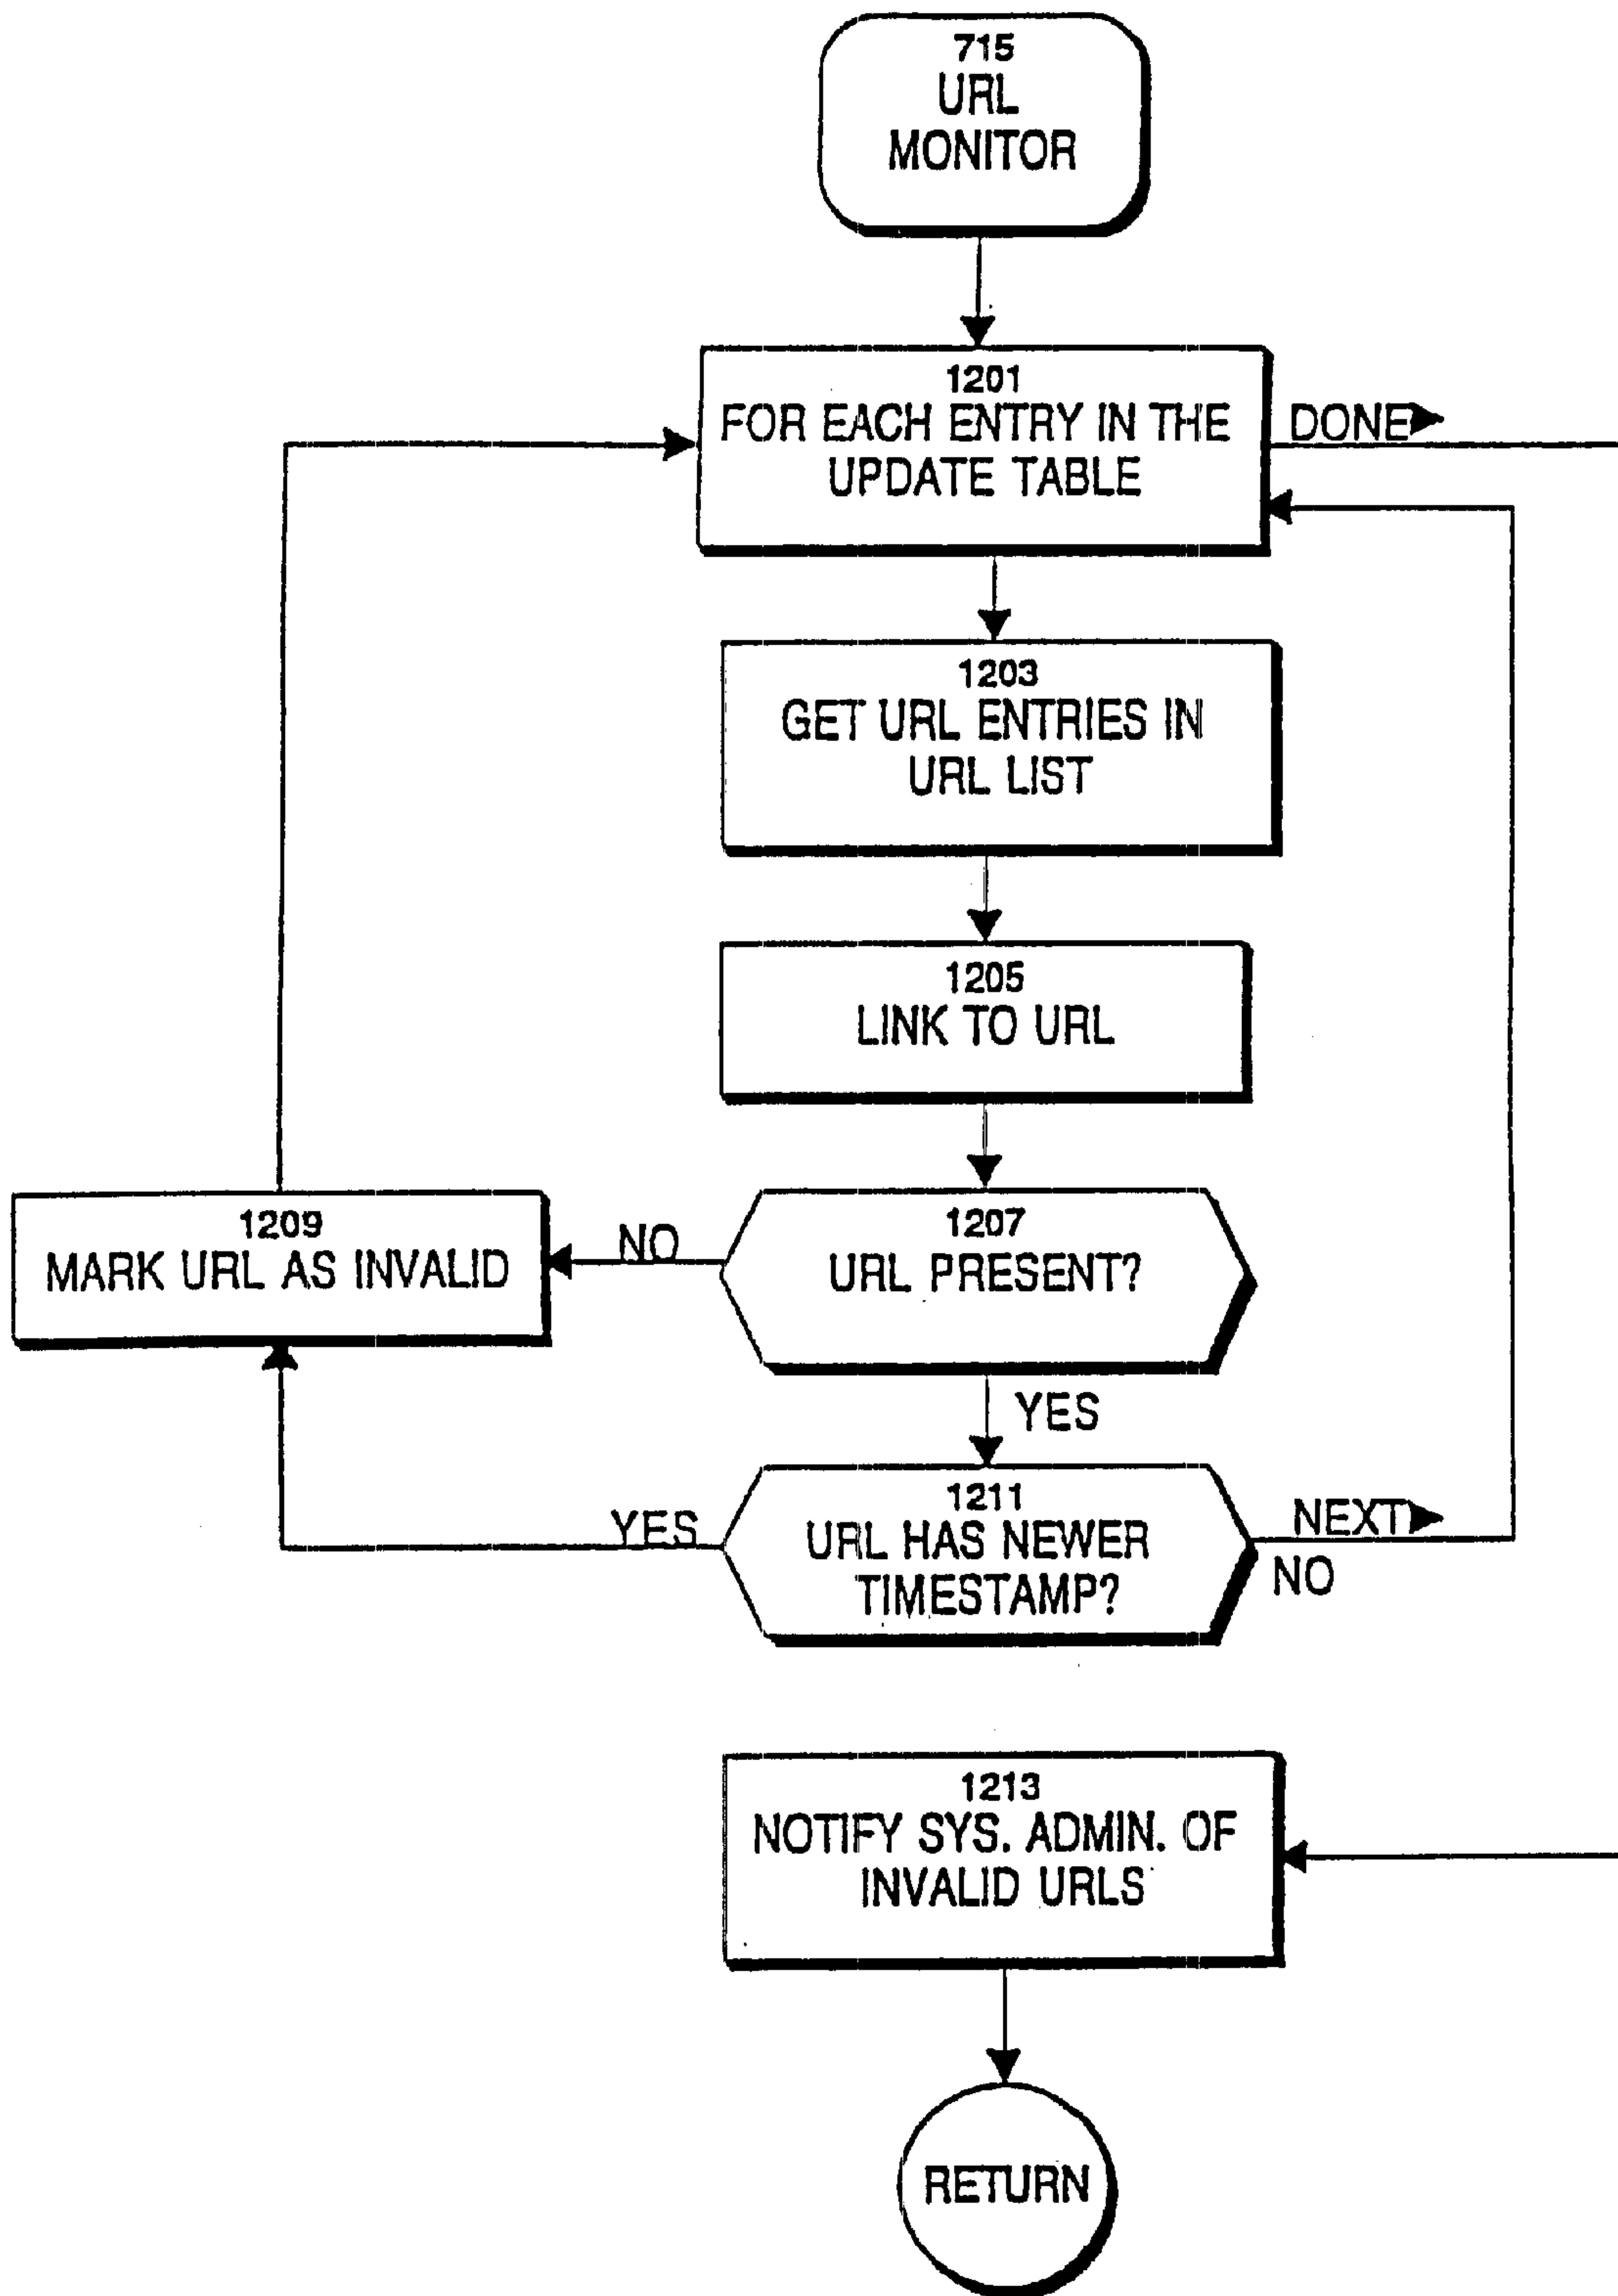 715
URL
MONITOR
1201
FOR EACH ENTRY IN THE
UPDATE TABLE
DONE
1203
GET URL ENTRIES IN
URL LIST
1205
LINK TO URL
1207
URL PRESENT?
NO
1209
MARK URL AS INVALID
YES
1211
URL HAS NEWER
TIMESTAMP?
YES
NEXT
NO
1213
NOTIFY SYS. ADMIN. OF
INVALID URLS
RETURN